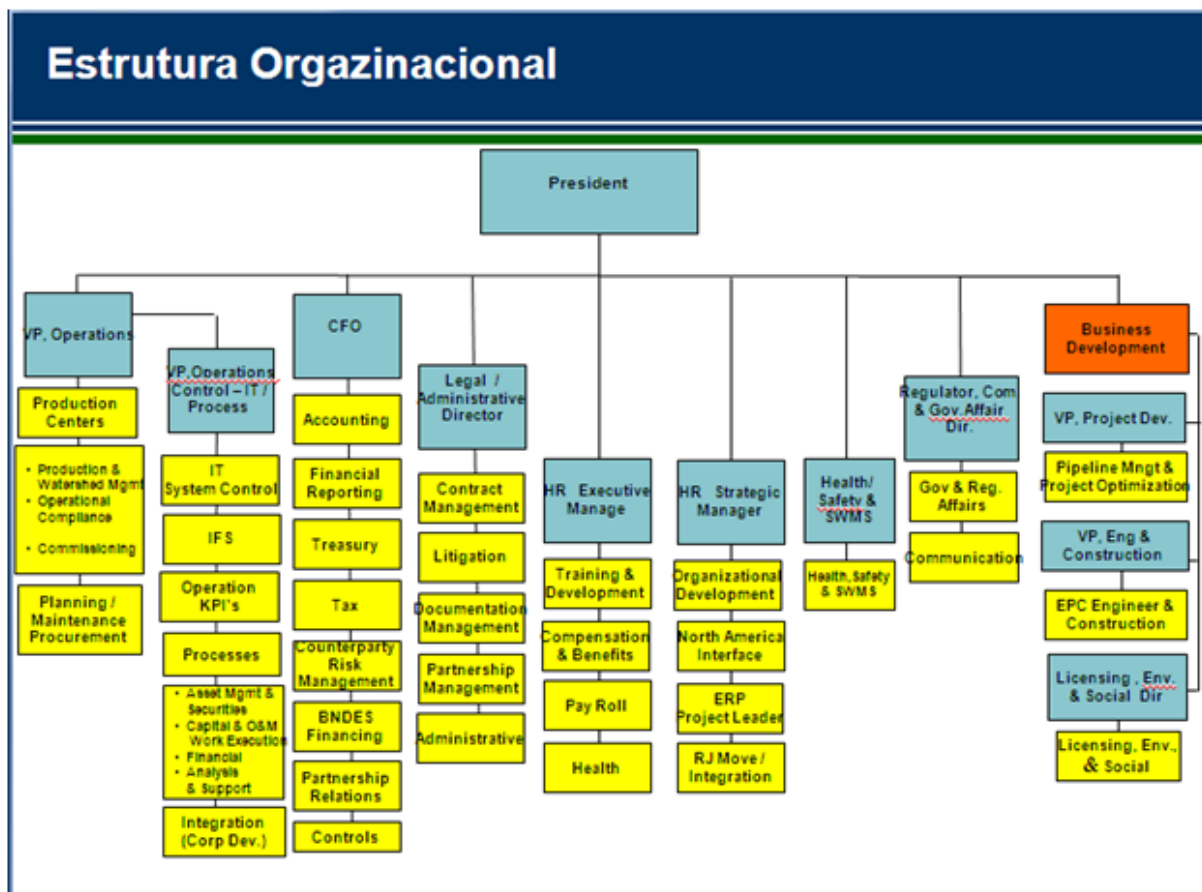 Estrutura Orgazinacional
President
VP, Operations
Production
Centers
• Production &
Watershed Mgmt
• Operational
Compliance
• Commissioning
Planning /
Maintenance
Procurement
VP,Operations
Control – IT /
Process
IT
System Control
IFS
Operation
KPI's
Processes
• Asset Mgmt &
Securities
• Capital & O&M
Work Execution
• Financial
• Analysis
& Support
Integration
(Corp Dev.)
CFO
Accounting
Financial
Reporting
Treasury
Tax
Counterparty
Risk
Management
BNDES
Financing
Partnership
Relations
Controls
Legal /
Administrative
Director
Contract
Management
Litigation
Documentation
Management
Partnership
Management
Administrative
HR Executive
Manage
Training &
Development
Compensation
& Benefits
Pay Roll
Health
HR Strategic
Manager
Organizational
Development
North America
Interface
ERP
Project Leader
RJ Move /
Integration
Health/
Safety &
SWMS
Health, Safety
& SWMS
Regulator, Com.
& Gov. Affair
Dir.
Gov & Reg.
Affairs
Communication
Business
Development
VP, Project Dev.
Pipeline Mngt &
Project Optimization
VP, Eng &
Construction
EPC Engineer &
Construction
Licensing , Env.
& Social Dir
Licensing, Env.,
& Social